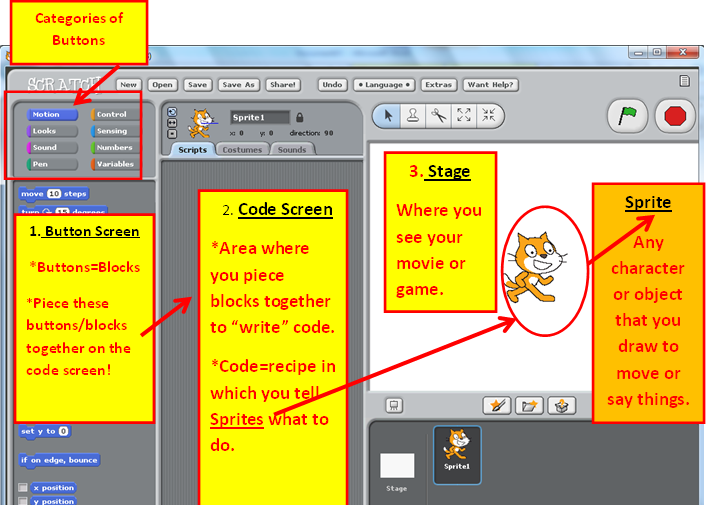 Categories of
Buttons
SCRATCH
New Open Save Save As Share! Undo • Language • Extras Want Help?
Motion Control
Looks Sensing
Sound Numbers
Pen Variables
Sprite1
x: 0 y: 0 direction: 90
Scripts Costumes Sounds
move 10 steps
turn 15 degrees
1. Button Screen
*Buttons=Blocks
*Piece these
buttons/blocks
together on the
code screen!
set y to 0
if on edge, bounce
x position
y position
2. Code Screen
*Area where
you piece
blocks together
to “write” code.
*Code=recipe in
which you tell
Sprites what to
do.
3. Stage
Where you
see your
movie or
game.
Sprite
Any
character
or object
that you
draw to
move or
say things.
Stage
Sprite1